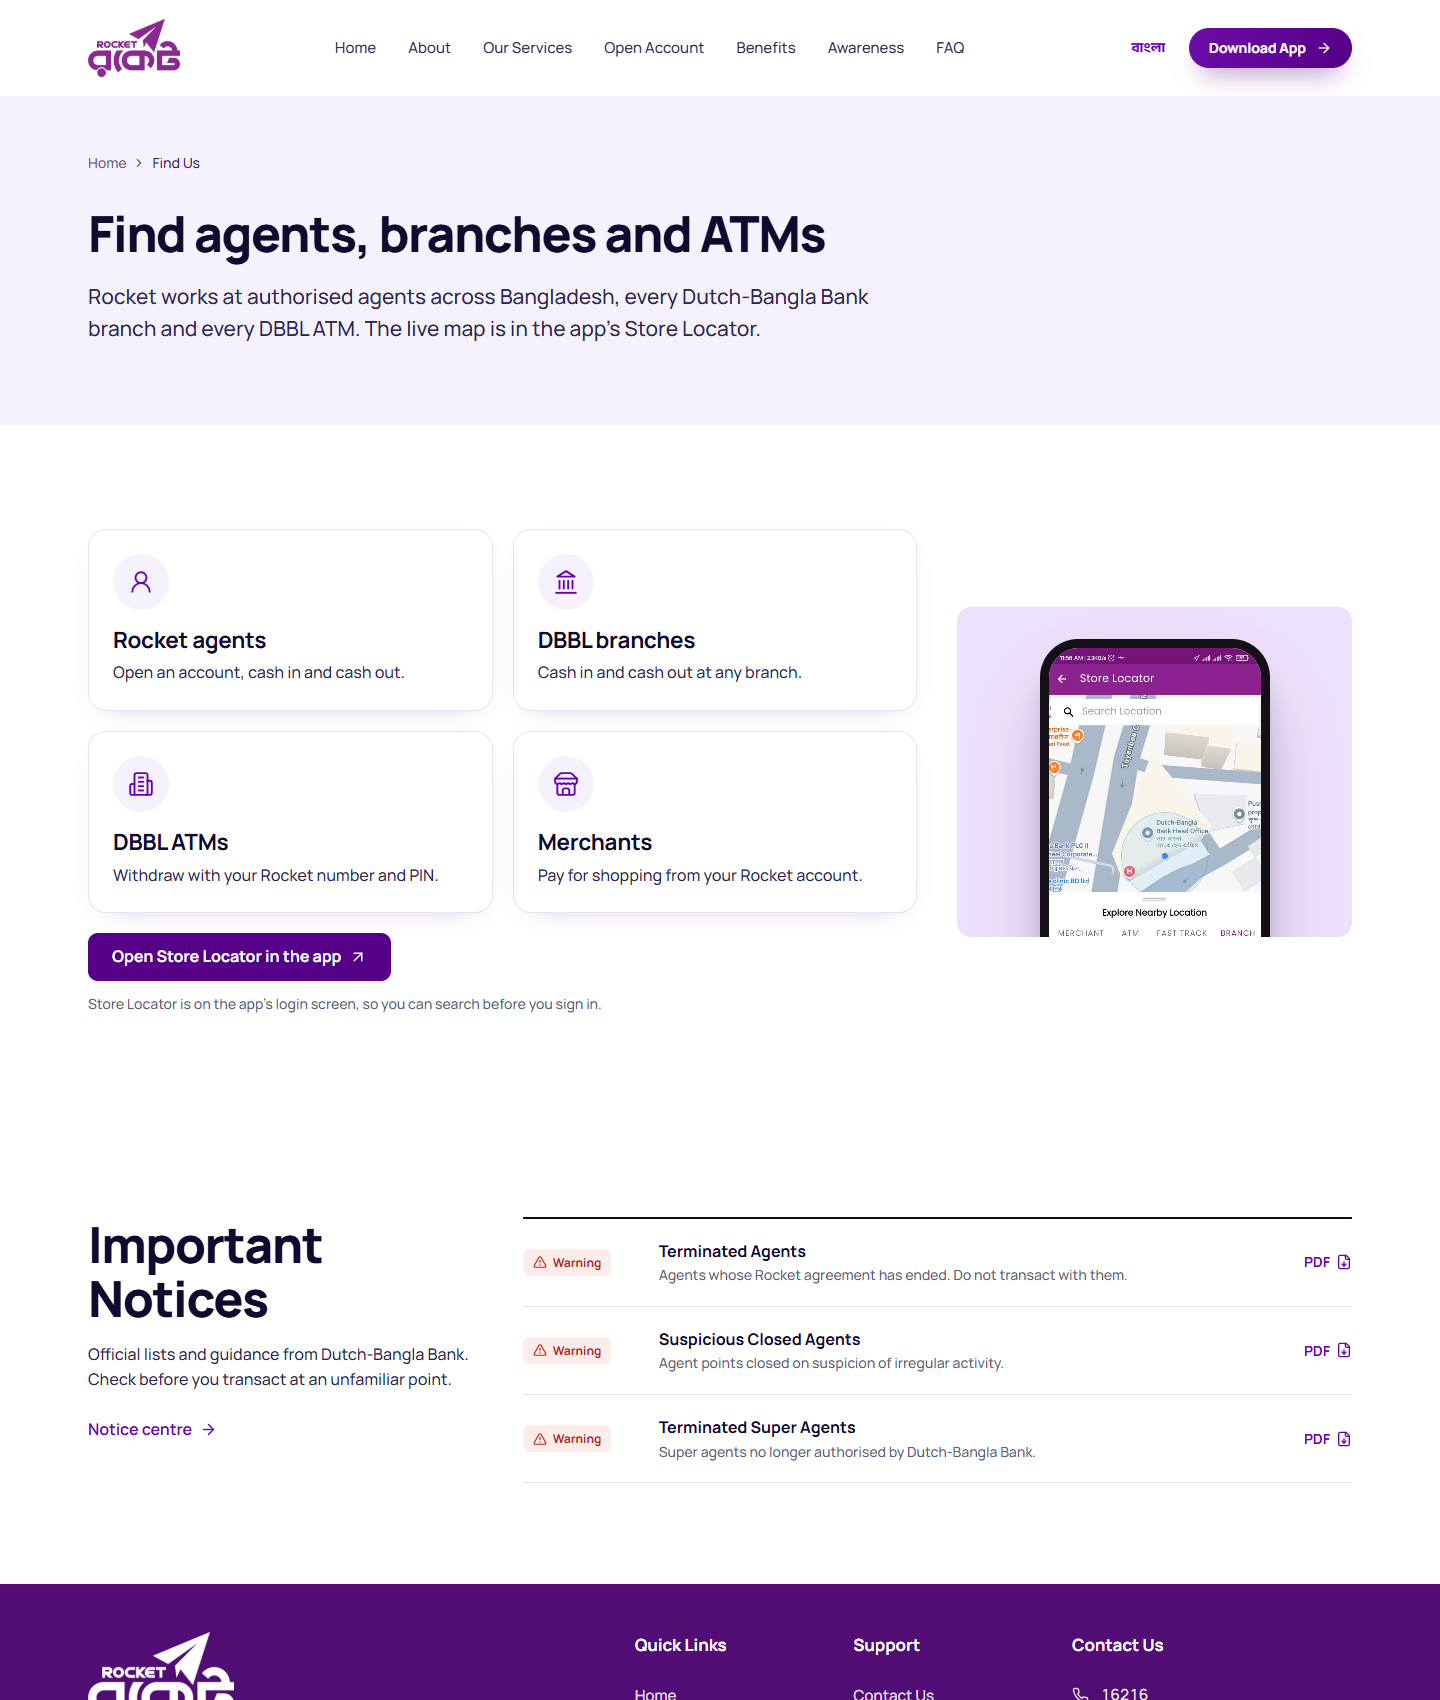 ROCKET
রকেট
Home About Our Services Open Account Benefits Awareness FAQ
বাংলা
Download App
Home > Find Us
Find agents, branches and ATMs
Rocket works at authorised agents across Bangladesh, every Dutch-Bangla Bank
branch and every DBBL ATM. The live map is in the app's Store Locator.
Rocket agents
Open an account, cash in and cash out.
DBBL branches
Cash in and cash out at any branch.
DBBL ATMs
Withdraw with your Rocket number and PIN.
Merchants
Pay for shopping from your Rocket account.
Open Store Locator in the app
Store Locator is on the app's login screen, so you can search before you sign in.
Store Locator
Search Location
Dutch-Bangla
Bank Head Office
Explore Nearby Location
MERCHANT ATM FAST TRACK BRANCH
Important
Notices
Official lists and guidance from Dutch-Bangla Bank.
Check before you transact at an unfamiliar point.
Notice centre
Warning
Terminated Agents
Agents whose Rocket agreement has ended. Do not transact with them.
PDF
Warning
Suspicious Closed Agents
Agent points closed on suspicion of irregular activity.
PDF
Warning
Terminated Super Agents
Super agents no longer authorised by Dutch-Bangla Bank.
PDF
ROCKET
Quick Links
Home
Support
Contact Us
Contact Us
16216